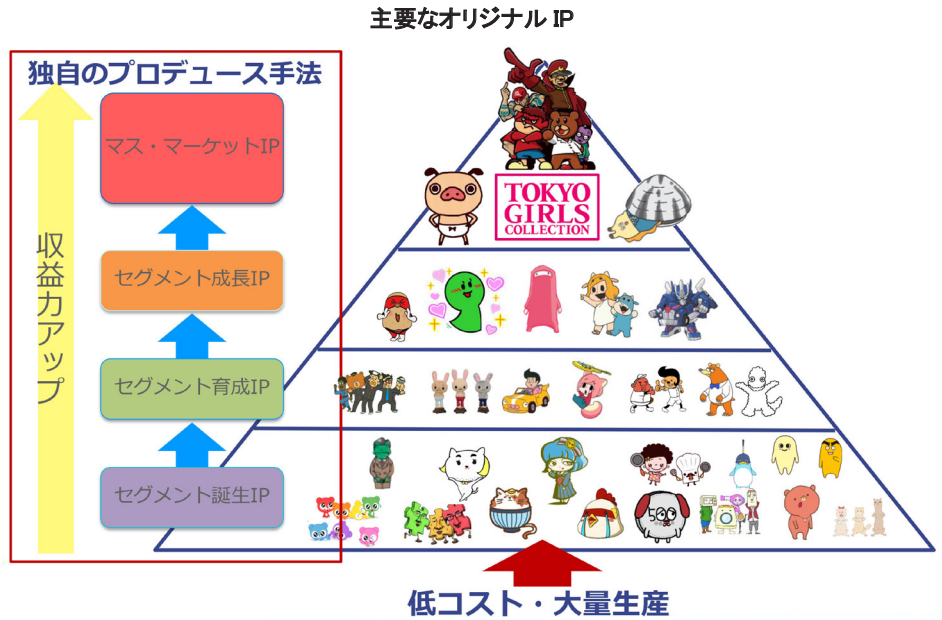 主要なオリジナル IP
独自のプロデュース手法
マス・マーケットIP
収益力アップ
セグメント成長IP
セグメント育成IP
セグメント誕生IP
TOKYO
GIRLS
COLLECTION
500
低コスト・大量生産